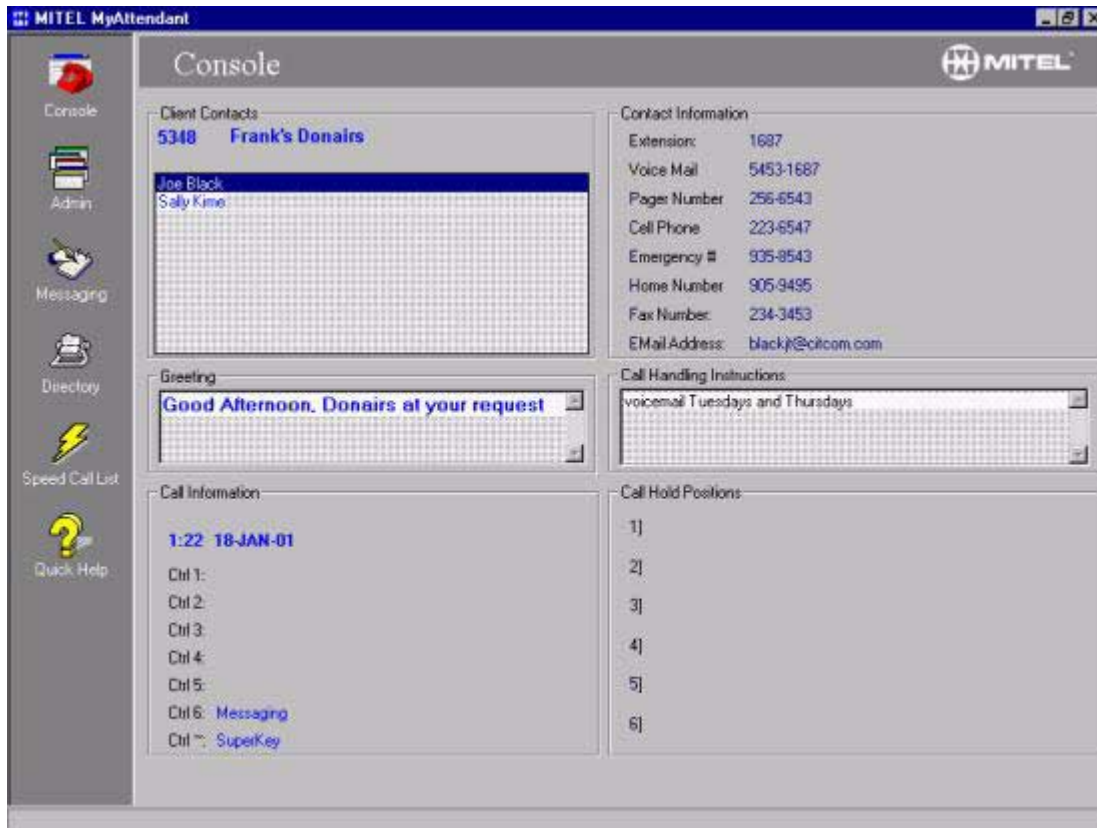 MITEL MyAttendant
Console
MITEL
Console
Admin
Messaging
Directory
Speed Call List
Quick Help
Client Contacts
5348 Frank's Donairs
Joe Black
Sally Kime
Contact Information
Extension: 1687
Voice Mail 5453-1687
Pager Number 256-6543
Cell Phone 223-6547
Emergency # 935-8543
Home Number 905-9495
Fax Number: 234-3453
EMail Address: blackjt@citcom.com
Greeting
Good Afternoon, Donairs at your request
Call Handling Instructions
voicemail Tuesdays and Thursdays
Call Information
1:22 18-JAN-01
Ctrl 1:
Ctrl 2:
Ctrl 3:
Ctrl 4:
Ctrl 5:
Ctrl 6: Messaging
Ctrl ~: SuperKey
Call Hold Positions
1]
2]
3]
4]
5]
6]